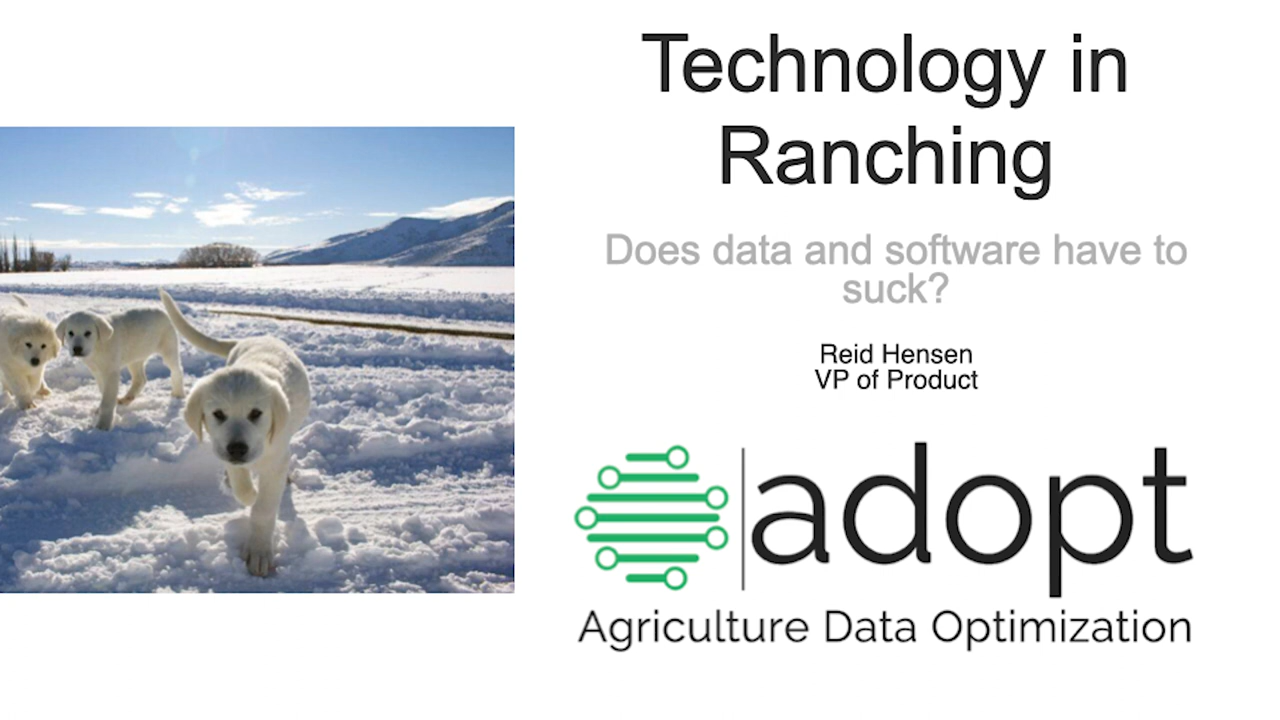 Technology in
Ranching
Does data and software have to
suck?
Reid Hensen
VP of Product
adopt
Agriculture Data Optimization